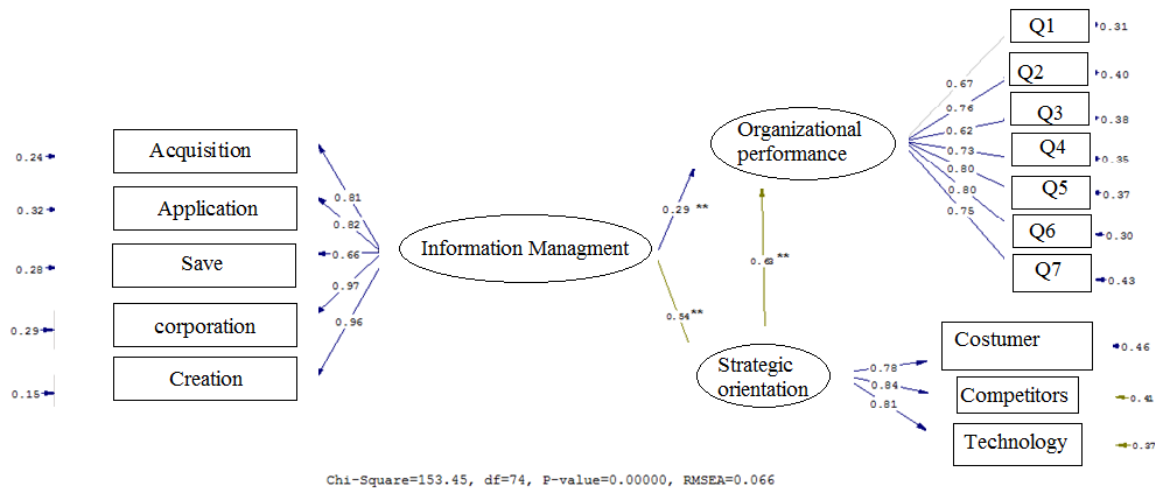 0.24
Acquisition
0.32
Application
0.28
Save
0.29
corporation
0.15
Creation
0.81
0.82
0.66
0.97
0.96
Information Managment
0.29 **
0.54**
0.63**
Organizational
performance
Strategic
orientation
0.67
0.76
0.62
0.73
0.80
0.80
0.75
Q1
0.31
Q2
0.40
Q3
0.38
Q4
0.35
Q5
0.37
Q6
0.30
Q7
0.43
0.78
0.84
0.81
Costumer
0.46
Competitors
0.41
Technology
0.37
Chi-Square=153.45, df=74, P-value=0.00000, RMSEA=0.066